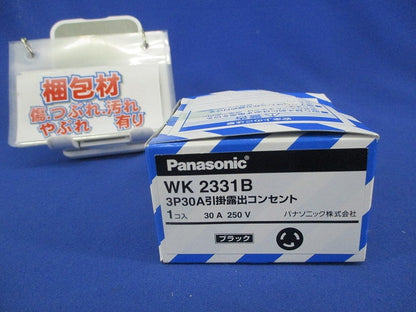 梱包材
傷、つぶれ、汚れ
やぶれ 有り
Panasonic
WK 2331B
3P30A引掛露出コンセント
1コ入 30A 250V パナソニック株式会社
ブラック